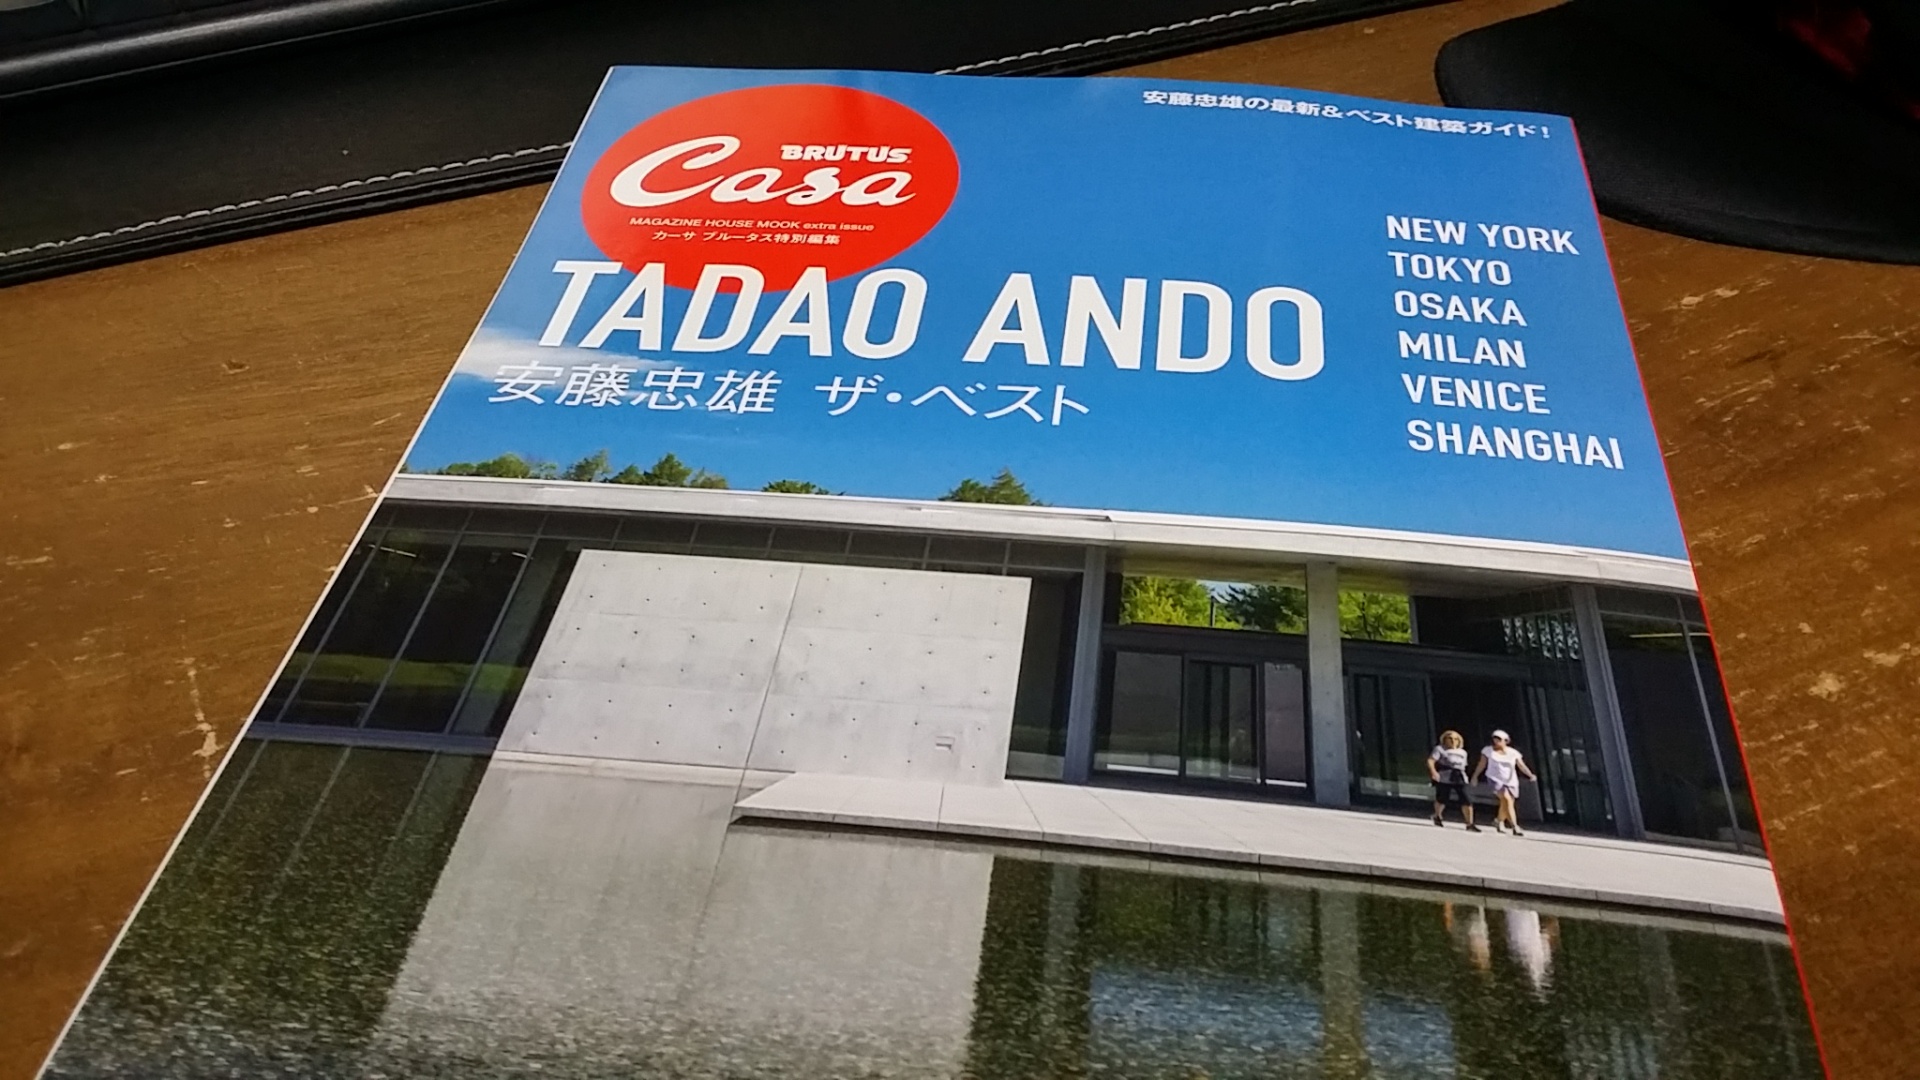 安藤忠雄の最新&ベスト建築ガイド!
BRUTUS
Casa
MAGAZINE HOUSE MOOK extra issue
カーサ ブルータス特別編集
TADAO ANDO
安藤忠雄 ザ・ベスト
NEW YORK
TOKYO
OSAKA
MILAN
VENICE
SHANGHAI